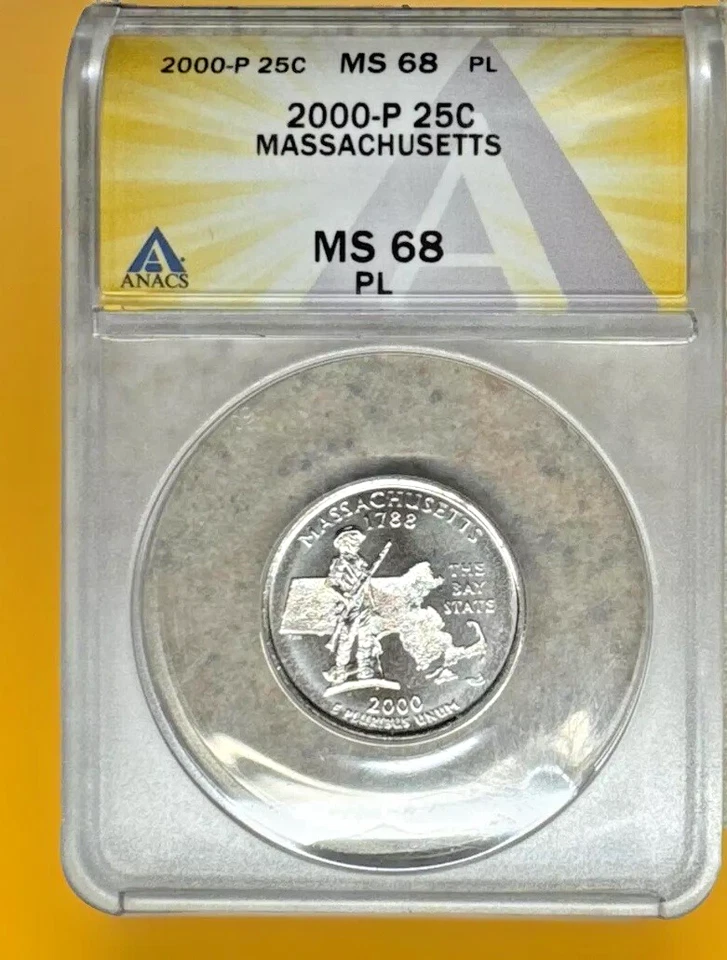 2000-P 25C MS 68 PL
2000-P 25C
MASSACHUSETTS
MS 68
PL
ANACS
MASSACHUSETTS
1788
THE
BAY
STATE
2000
E PLURIBUS UNUM